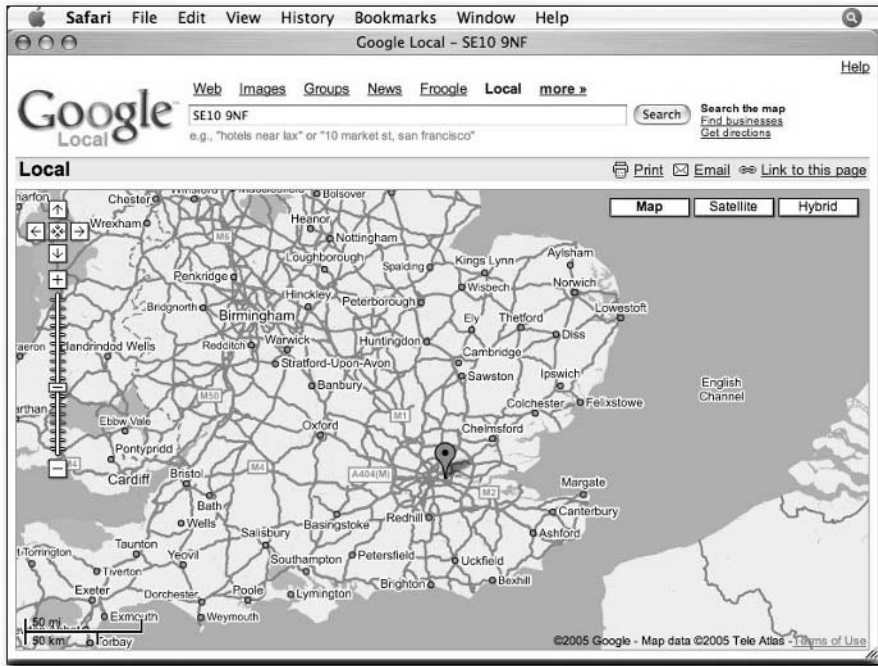 Safari File Edit View History Bookmarks Window Help
Google Local – SE10 9NF
Help
Web Images Groups News Froogle Local more »
Google™
Local
SE10 9NF
Search
Search the map
Find businesses
Get directions
e.g., "hotels near lax" or "10 market st, san francisco"
Local
Print Email Link to this page
Map Satellite Hybrid
Chester
Bolsover
Wrexham
Heanor
M6
Nottingham
Loughborough
Aylsham
Spalding
Kings Lynn
Penkridge
Wisbech
Norwich
Hinckley
Peterborough
Bridgnorth
Birmingham
Ely
Thetford
Lowestoft
Diss
Redditch
Warwick
Huntingdon
Cambridge
Stratford-Upon-Avon
Sawston
Ipswich
English
Channel
Banbury
M50
Colchester
Felixstowe
M1
Ebbw Vale
Oxford
Chelmsford
Pontypridd
M4
A404(M)
Cardiff
Bristol
Margate
M2
Bath
Canterbury
Wells
Basingstoke
Redhill
Ashford
Salisbury
Taunton
Yeovil
Southampton
Petersfield
Uckfield
Tiverton
Bexhill
Exeter
Dorchester
Poole
Lymington
Brighton
Exmouth
Weymouth
50 mi
50 km
Torbay
©2005 Google - Map data ©2005 Tele Atlas - Terms of Use